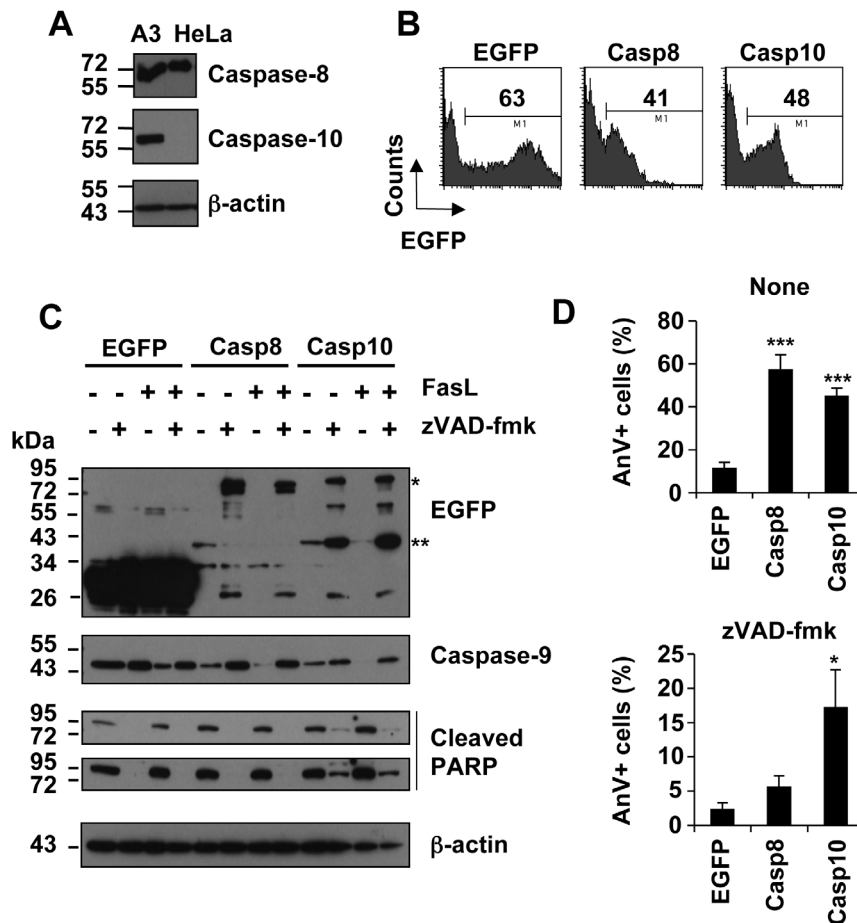 A
A3 HeLa
72
55
Caspase-8
72
55
Caspase-10
55
43
β-actin
B
EGFP Casp8 Casp10
63
M1
41
M1
48
M1
Counts
EGFP
C
EGFP Casp8 Casp10
- - + + - - + + - - + + FasL
- + - + - + - + - + - + zVAD-fmk
kDa
95
72
55
43
34
26
*
**
EGFP
55
43
Caspase-9
95
72
95
72
Cleaved
PARP
43
β-actin
D
None
AnV+ cells (%)
80
60
40
20
0
***
***
EGFP
Casp8
Casp10
zVAD-fmk
AnV+ cells (%)
25
20
15
10
5
0
*
EGFP
Casp8
Casp10